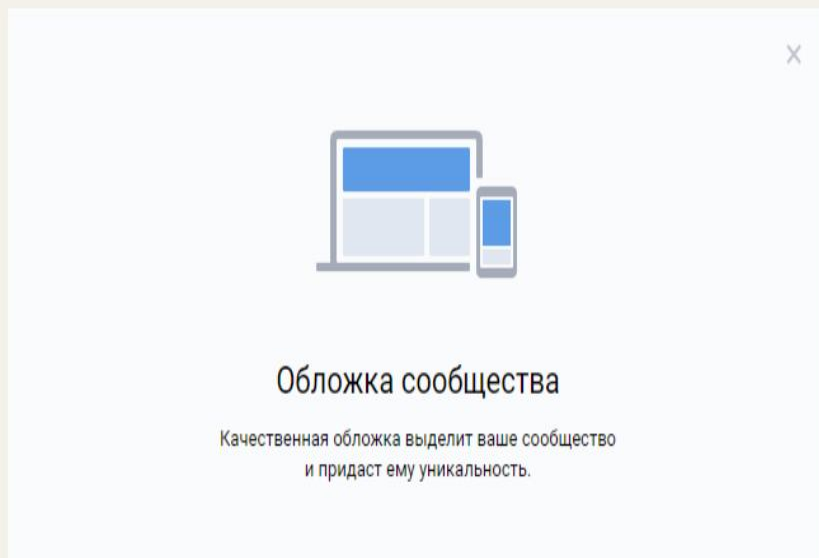 Обложка сообщества
Качественная обложка выделит ваше сообщество
и придаст ему уникальность.